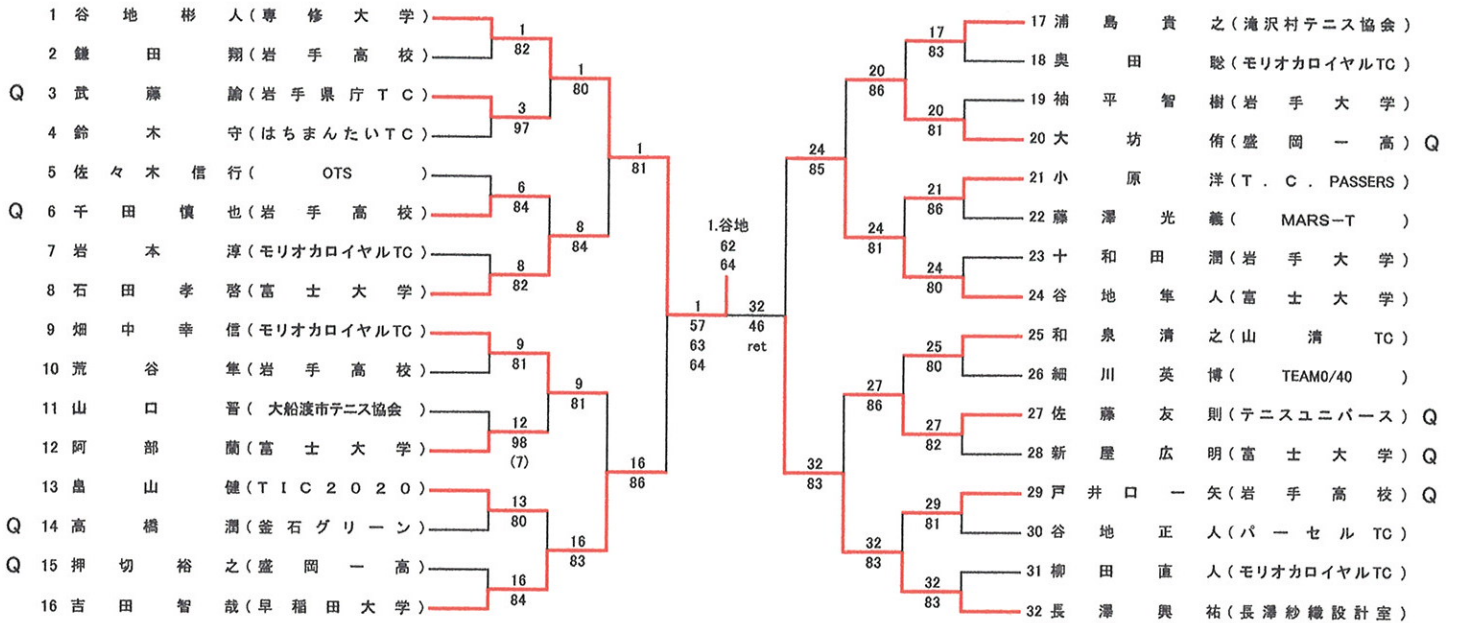 1 谷地彬人(専修大学)
2 鎌田翔(岩手高校)
Q 3 武藤諭(岩手県庁TC)
4 鈴木守(はちまんたいTC)
5 佐々木信行(OTS)
Q 6 千田慎也(岩手高校)
7 岩本淳(モリオカロイヤルTC)
8 石田孝啓(富士大学)
9 畑中幸信(モリオカロイヤルTC)
10 荒谷隼(岩手高校)
11 山口晋(大船渡市テニス協会)
12 阿部蘭(富士大学)
13 畠山健(TIC2020)
Q 14 高橋潤(釜石グリーン)
Q 15 押切裕之(盛岡一高)
16 吉田智哉(早稲田大学)
1
82
3
97
6
84
8
82
9
81
12
98
(7)
13
80
16
84
1
80
8
84
9
81
16
83
1
81
16
86
1
57
63
64
1.谷地
62
64
32
46
ret
24
85
32
83
20
86
24
81
27
86
32
83
17
83
20
81
21
86
24
80
25
80
27
82
29
81
32
83
17 浦島貴之(滝沢村テニス協会)
18 奥田聡(モリオカロイヤルTC)
19 袖平智樹(岩手大学)
20 大坊侑(盛岡一高) Q
21 小原洋(T.C.PASSERS)
22 藤澤光義(MARS-T)
23 十和田潤(岩手大学)
24 谷地隼人(富士大学)
25 和泉清之(山清TC)
26 細川英博(TEAM0/40)
27 佐藤友則(テニスユニバース) Q
28 新屋広明(富士大学) Q
29 戸井口一矢(岩手高校) Q
30 谷地正人(パーセルTC)
31 柳田直人(モリオカロイヤルTC)
32 長澤興祐(長澤紗織設計室)